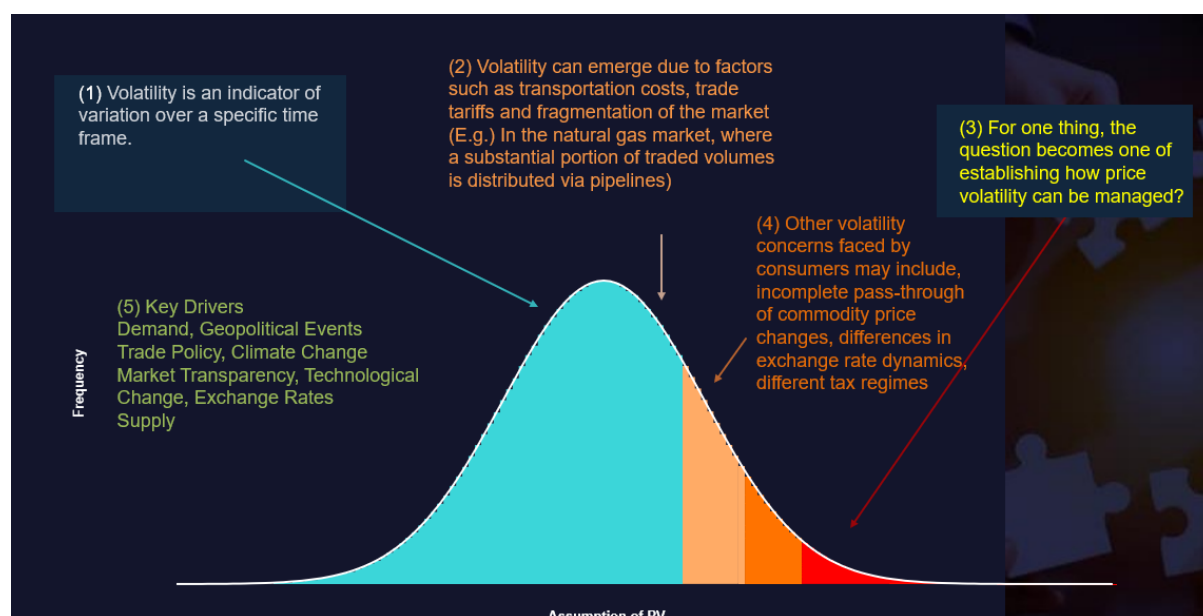 (1) Volatility is an indicator of
variation over a specific time
frame.
(2) Volatility can emerge due to factors
such as transportation costs, trade
tariffs and fragmentation of the market
(E.g.) In the natural gas market, where
a substantial portion of traded volumes
is distributed via pipelines)
(3) For one thing, the
question becomes one of
establishing how price
volatility can be managed?
(4) Other volatility
concerns faced by
consumers may include,
incomplete pass-through
of commodity price
changes, differences in
exchange rate dynamics,
different tax regimes
(5) Key Drivers
Demand, Geopolitical Events
Trade Policy, Climate Change
Market Transparency, Technological
Change, Exchange Rates
Supply
Frequency
Assumption of PV